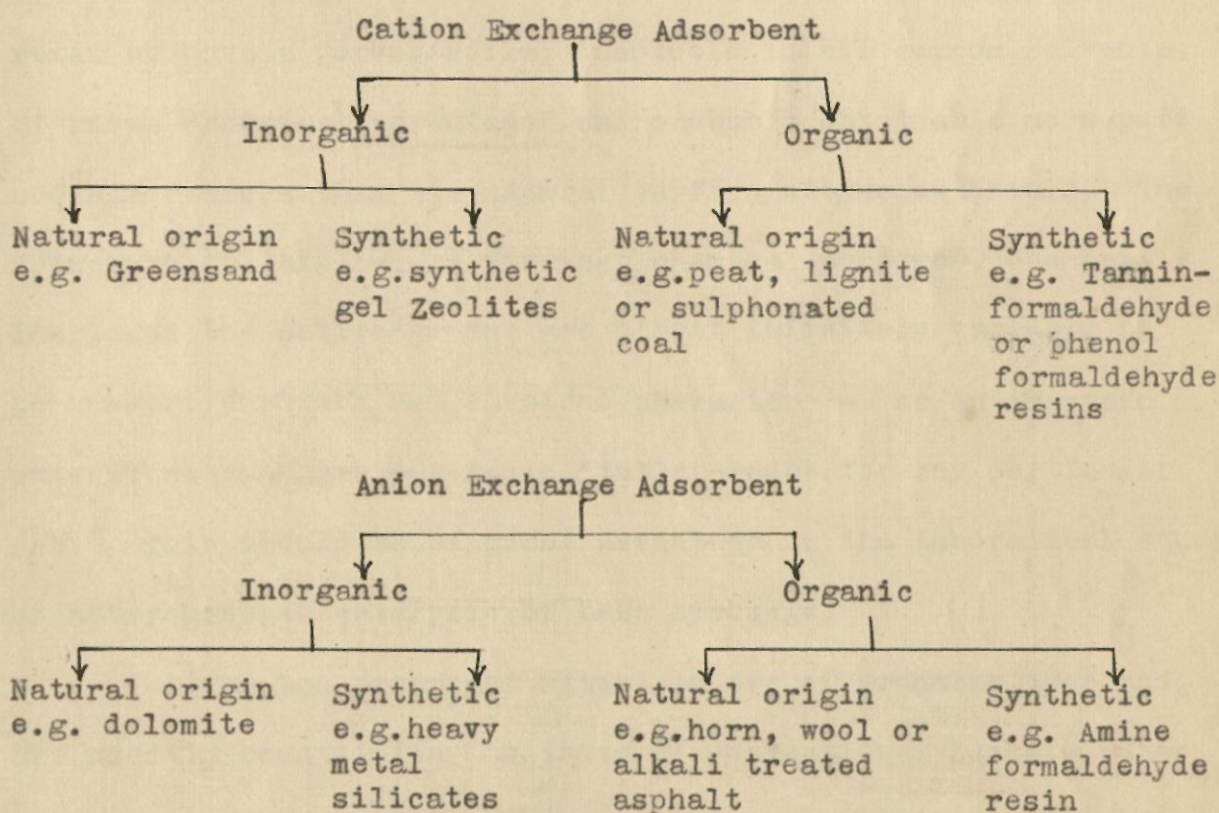 Cation Exchange Adsorbent
Inorganic
Organic
Natural origin
e.g. Greensand
Synthetic
e.g.synthetic
gel Zeolites
Natural origin
e.g.peat, lignite
or sulphonated
coal
Synthetic
e.g. Tannin-
formaldehyde
or phenol
formaldehyde
resins
Anion Exchange Adsorbent
Inorganic
Organic
Natural origin
e.g. dolomite
Synthetic
e.g.heavy
metal
silicates
Natural origin
e.g.horn, wool or
alkali treated
asphalt
Synthetic
e.g. Amine
formaldehyde
resin